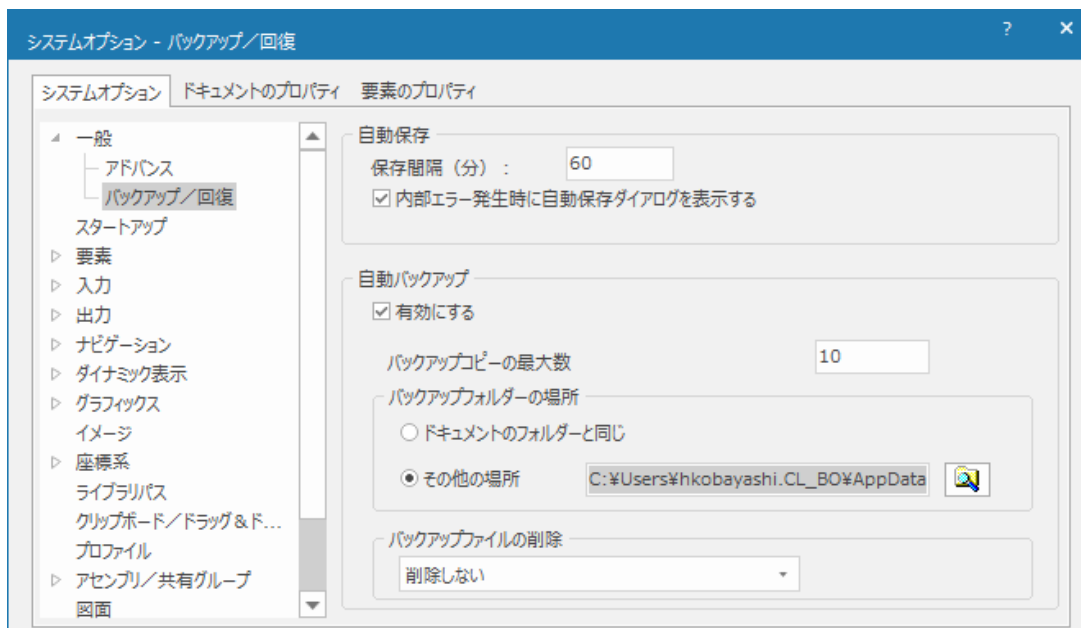 システムオプション - バックアップ／回復
? ×
システムオプション ドキュメントのプロパティ 要素のプロパティ
一般
アドバンス
バックアップ／回復
スタートアップ
要素
入力
出力
ナビゲーション
ダイナミック表示
グラフィックス
イメージ
座標系
ライブラリパス
クリップボード／ドラッグ＆ド...
プロファイル
アセンブリ／共有グループ
図面
自動保存
保存間隔（分）： 60
内部エラー発生時に自動保存ダイアログを表示する
自動バックアップ
有効にする
バックアップコピーの最大数 10
バックアップフォルダーの場所
ドキュメントのフォルダーと同じ
その他の場所 C:¥Users¥hkobayashi.CL_BO¥AppData
バックアップファイルの削除
削除しない